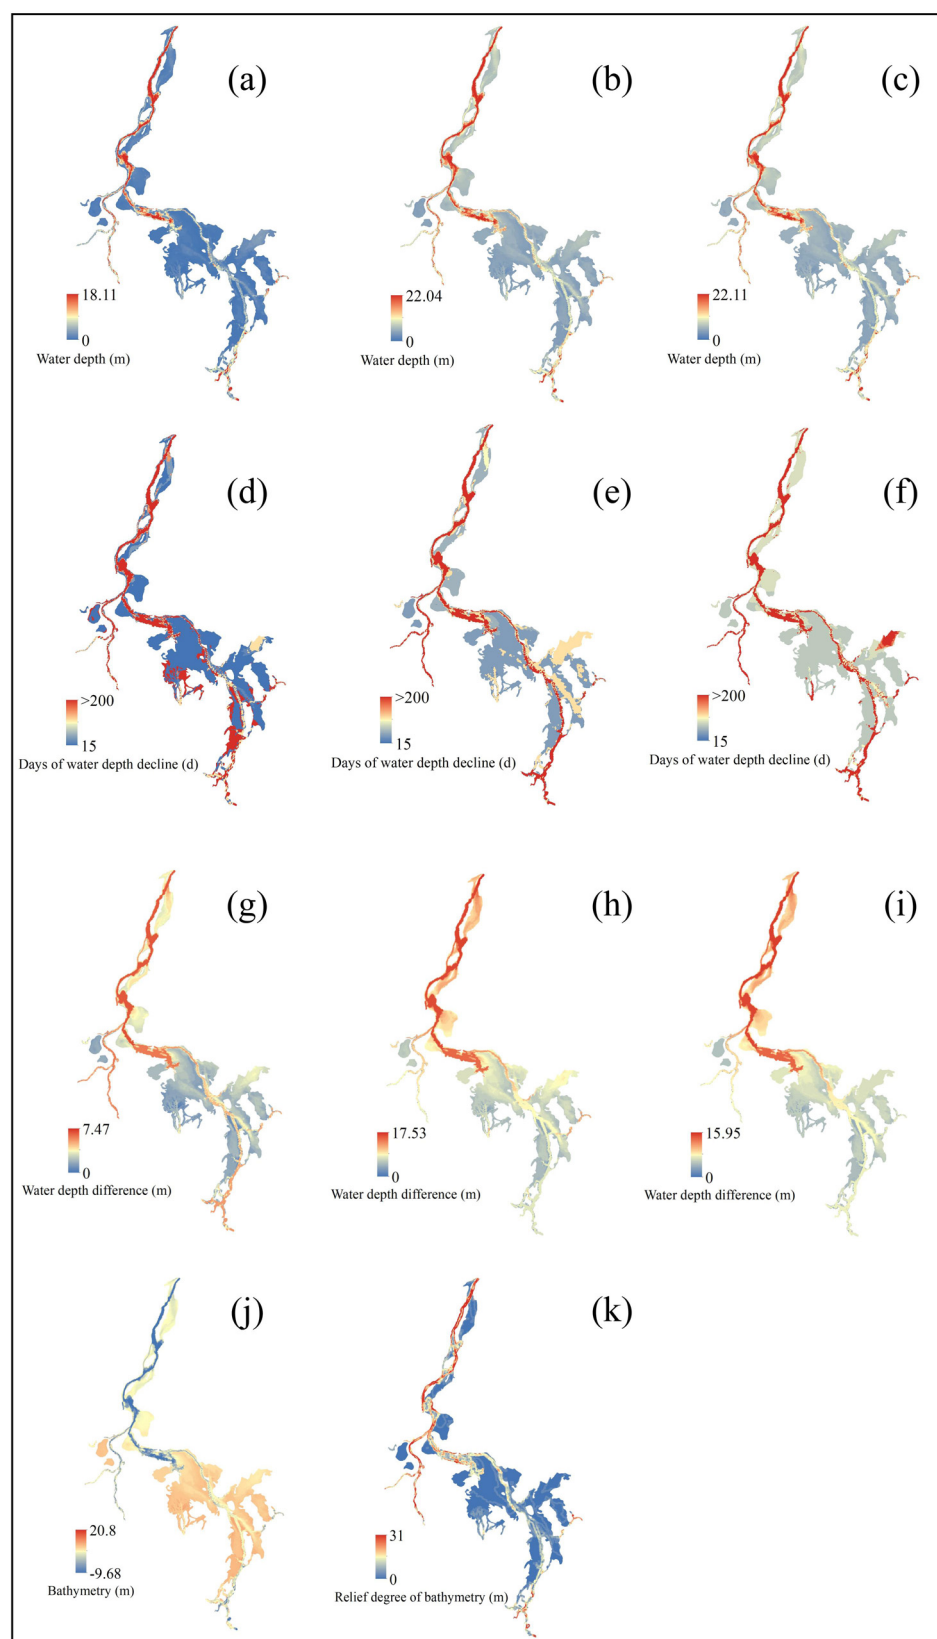 (a)
18.11
0
Water depth (m)
(b)
22.04
0
Water depth (m)
(c)
22.11
0
Water depth (m)
(d)
>200
15
Days of water depth decline (d)
(e)
>200
15
Days of water depth decline (d)
(f)
>200
15
Days of water depth decline (d)
(g)
7.47
0
Water depth difference (m)
(h)
17.53
0
Water depth difference (m)
(i)
15.95
0
Water depth difference (m)
(j)
20.8
-9.68
Bathymetry (m)
(k)
31
0
Relief degree of bathymetry (m)